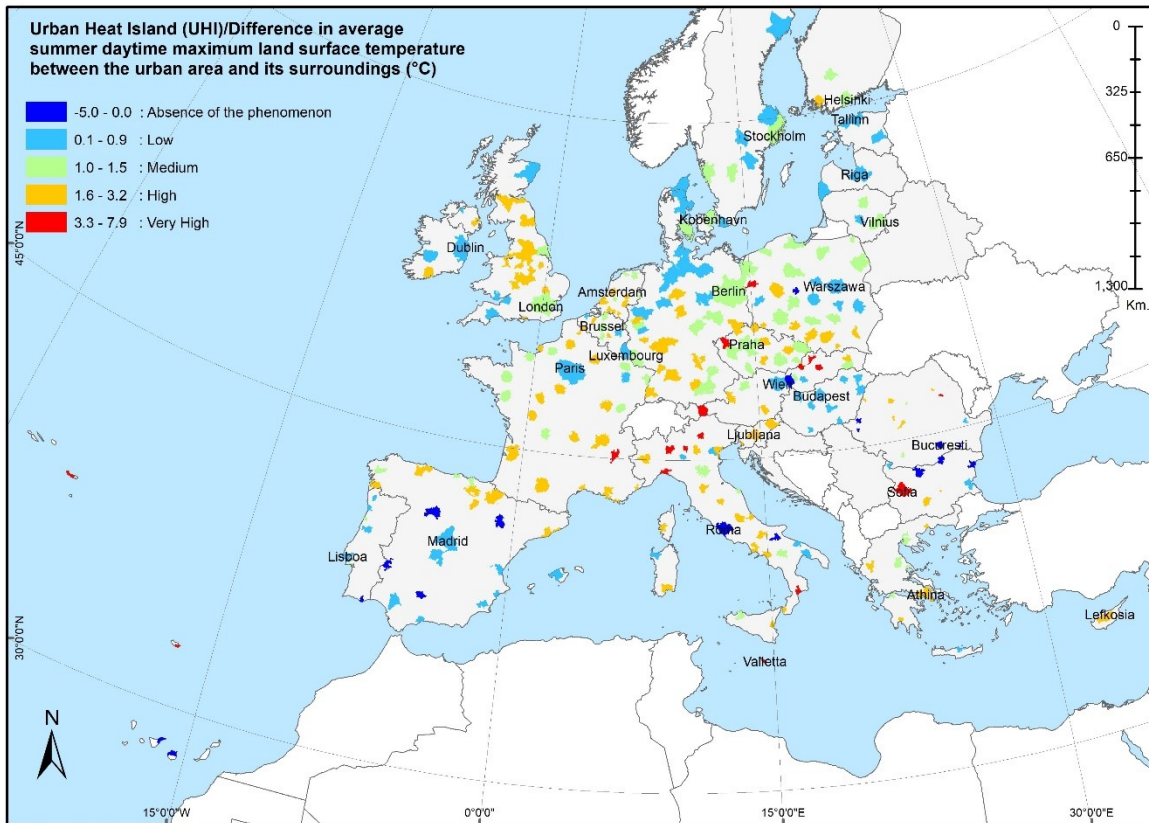 Urban Heat Island (UHI)/Difference in average
summer daytime maximum land surface temperature
between the urban area and its surroundings (°C)
-5.0 - 0.0 : Absence of the phenomenon
0.1 - 0.9 : Low
1.0 - 1.5 : Medium
1.6 - 3.2 : High
3.3 - 7.9 : Very High
0
325
650
1,300
Km.
45°0'0"N
30°0'0"N
Helsinki
Tallinn
Stockholm
Riga
Kobenhavn
Vilnius
Dublin
Berlin
Warszawa
Amsterdam
London
Brussel
Praha
Luxembourg
Paris
Wien
Budapest
Ljubljana
Bucuresti
Sofia
Roma
Madrid
Lisboa
Athina
Lefkosia
Valletta
N
15°0'0"W
0°0'0"
15°0'0"E
30°0'0"E